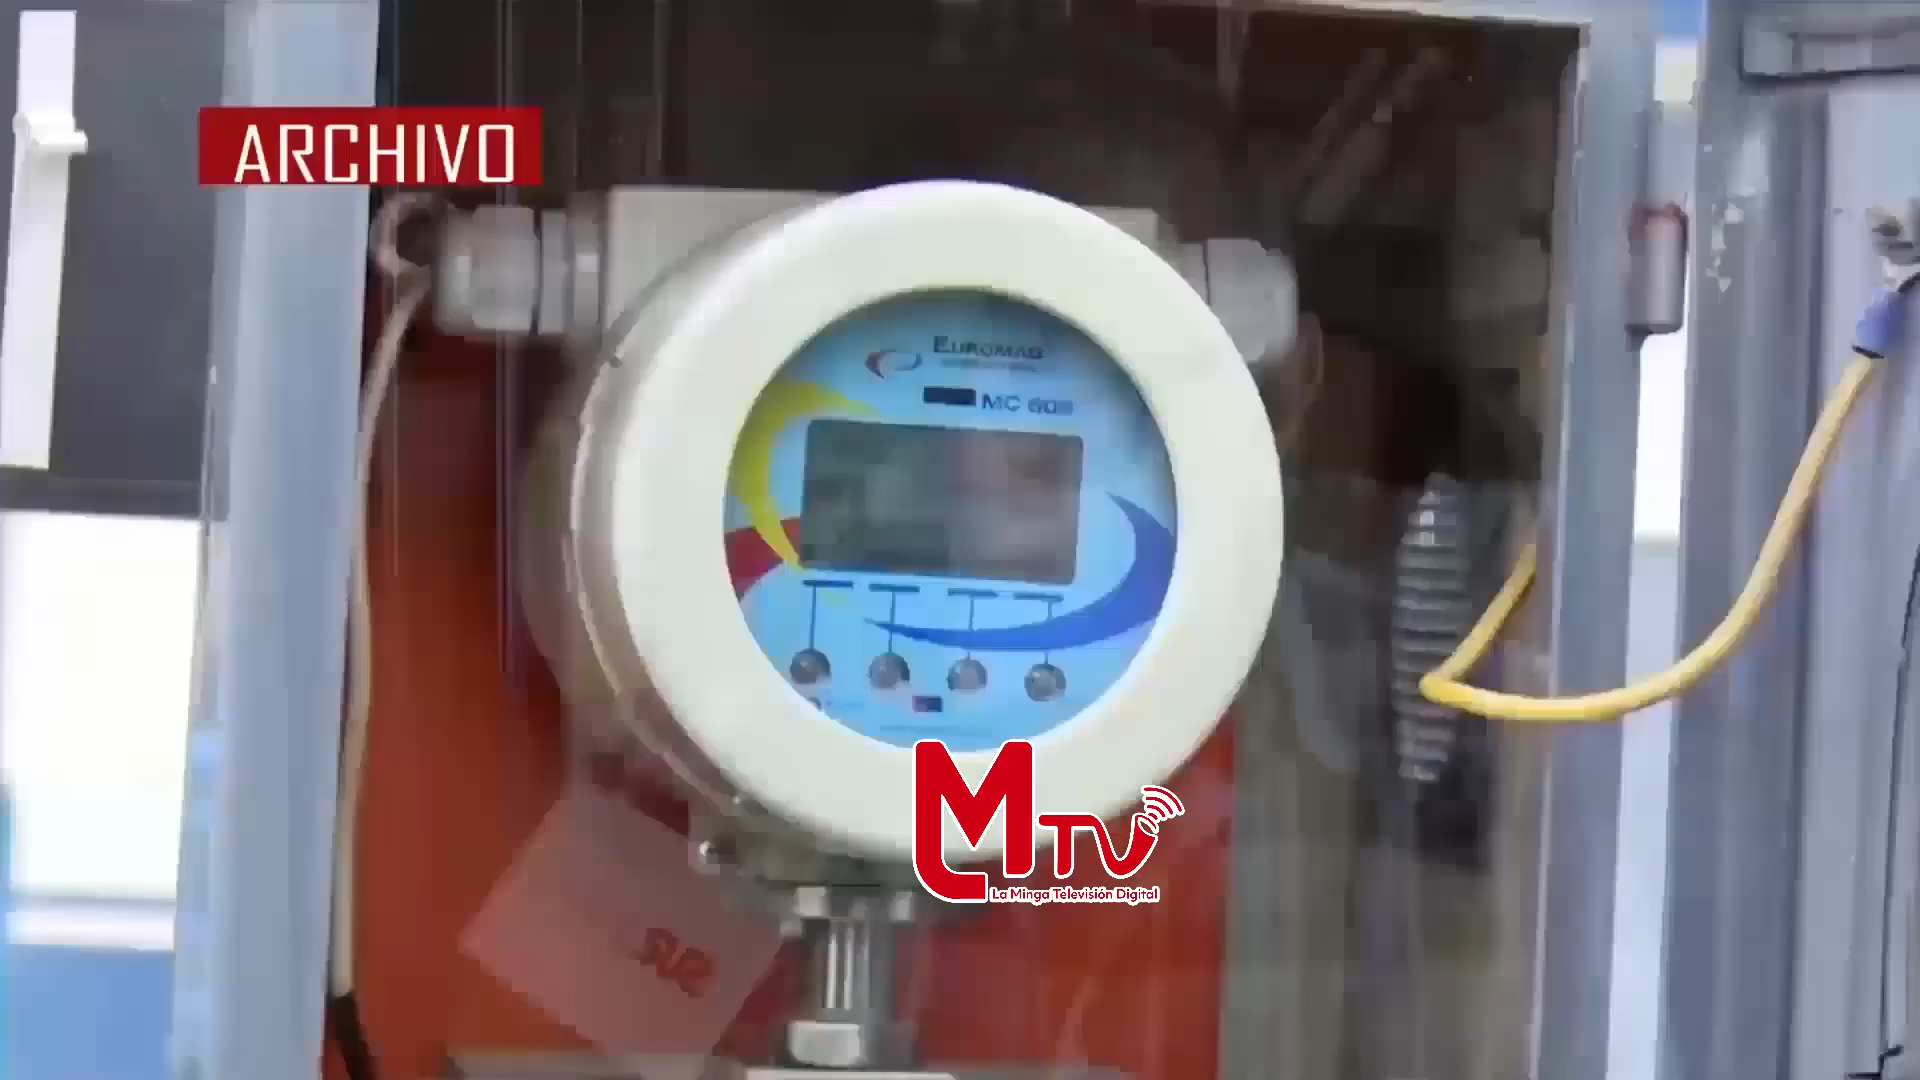 ARCHIVO
EUROMAG
MC 608
MTV
La Minga Televisión Digital